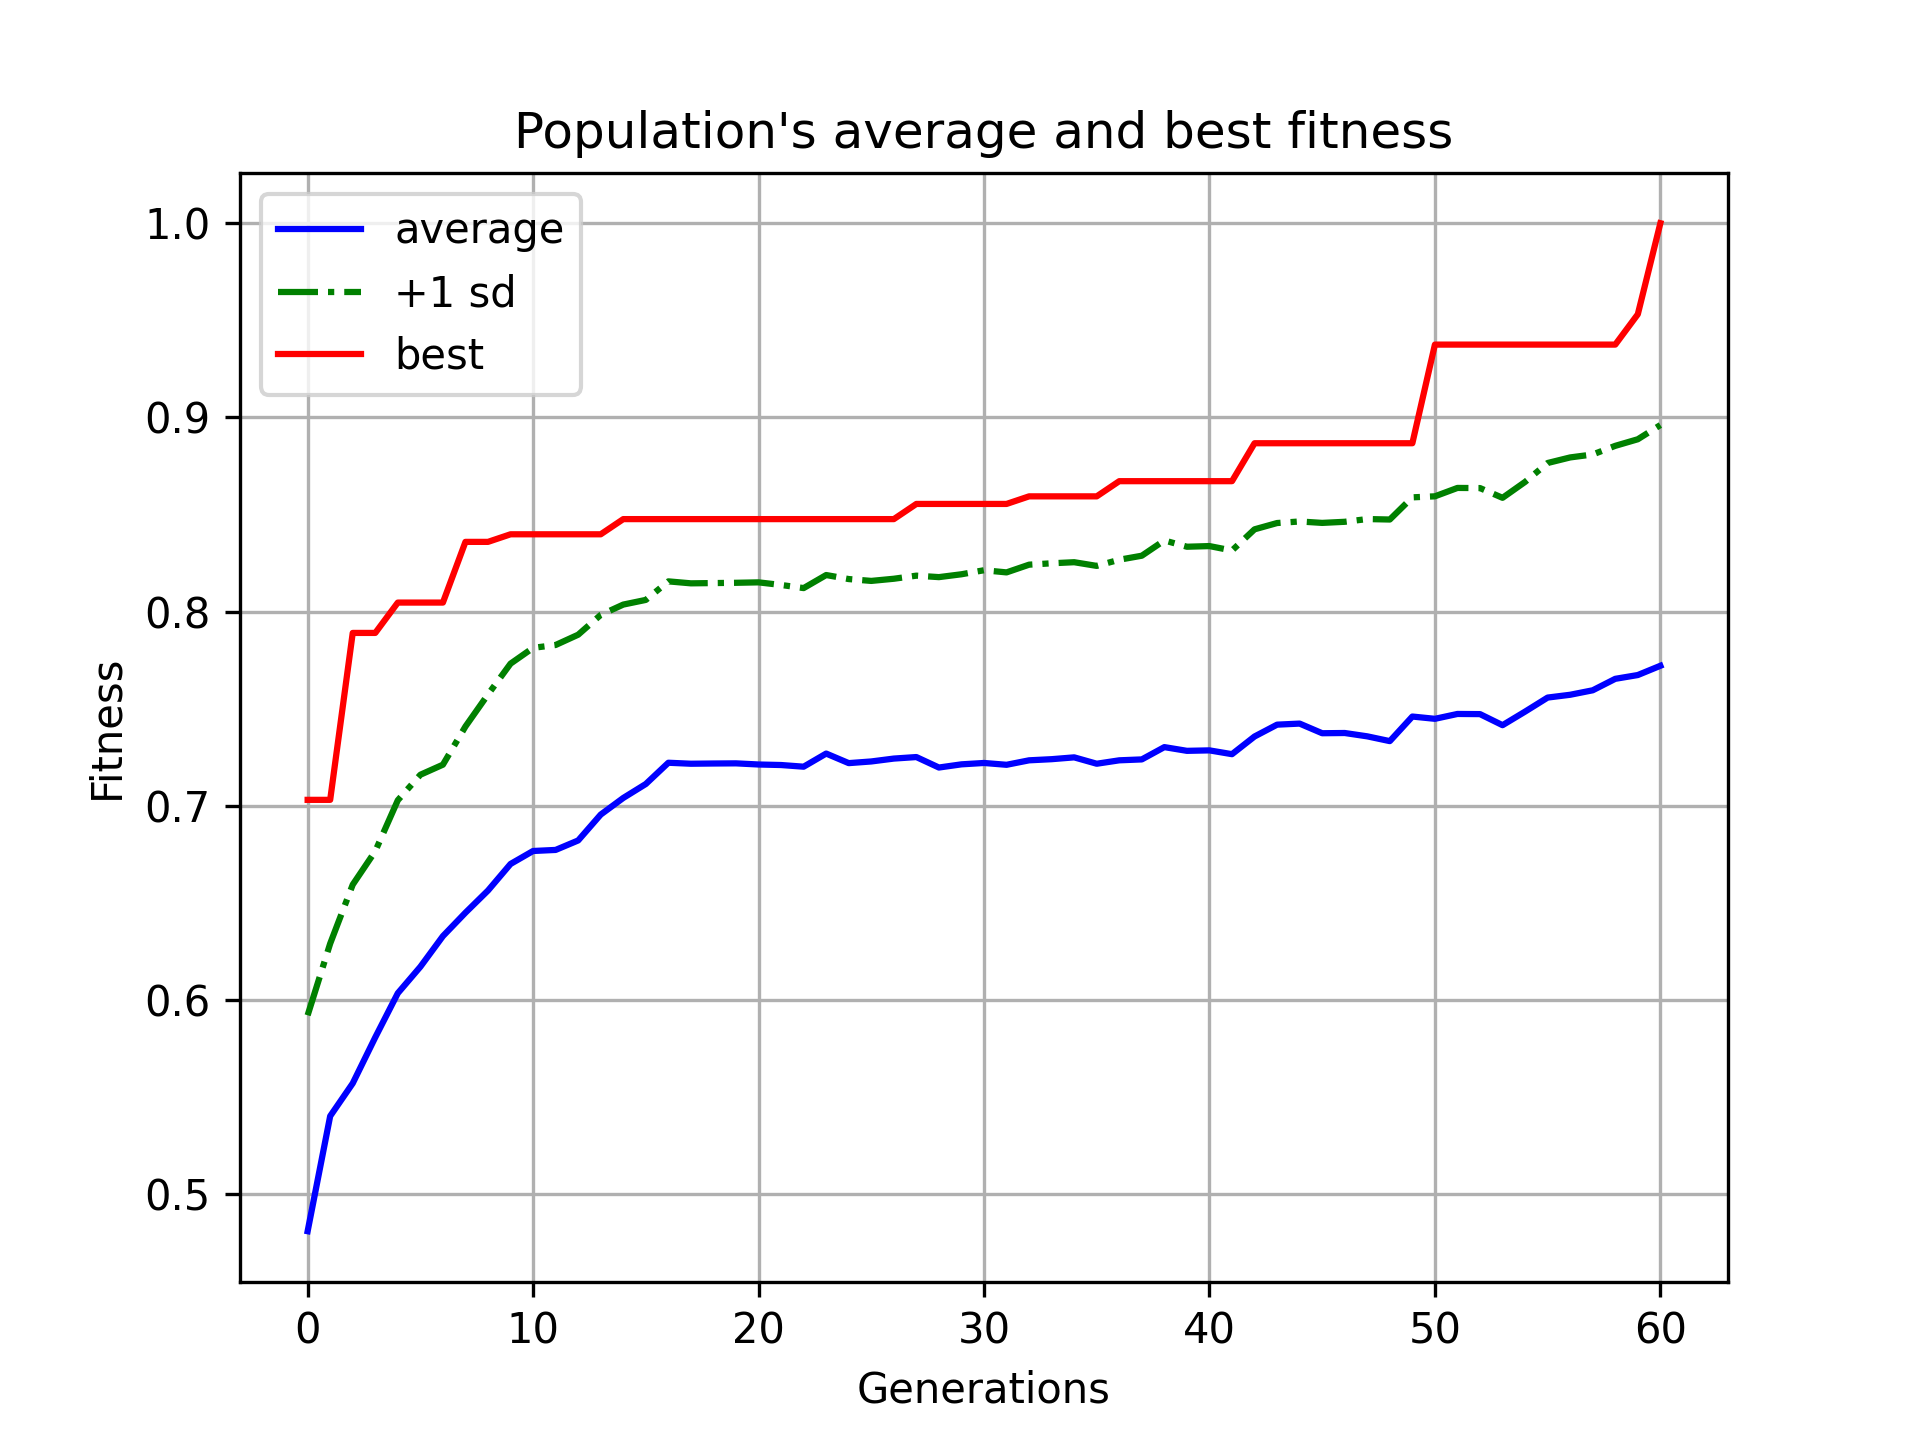 Population's average and best fitness
average
+1 sd
best
1.0
0.9
0.8
0.7
0.6
0.5
Fitness
0 10 20 30 40 50 60
Generations